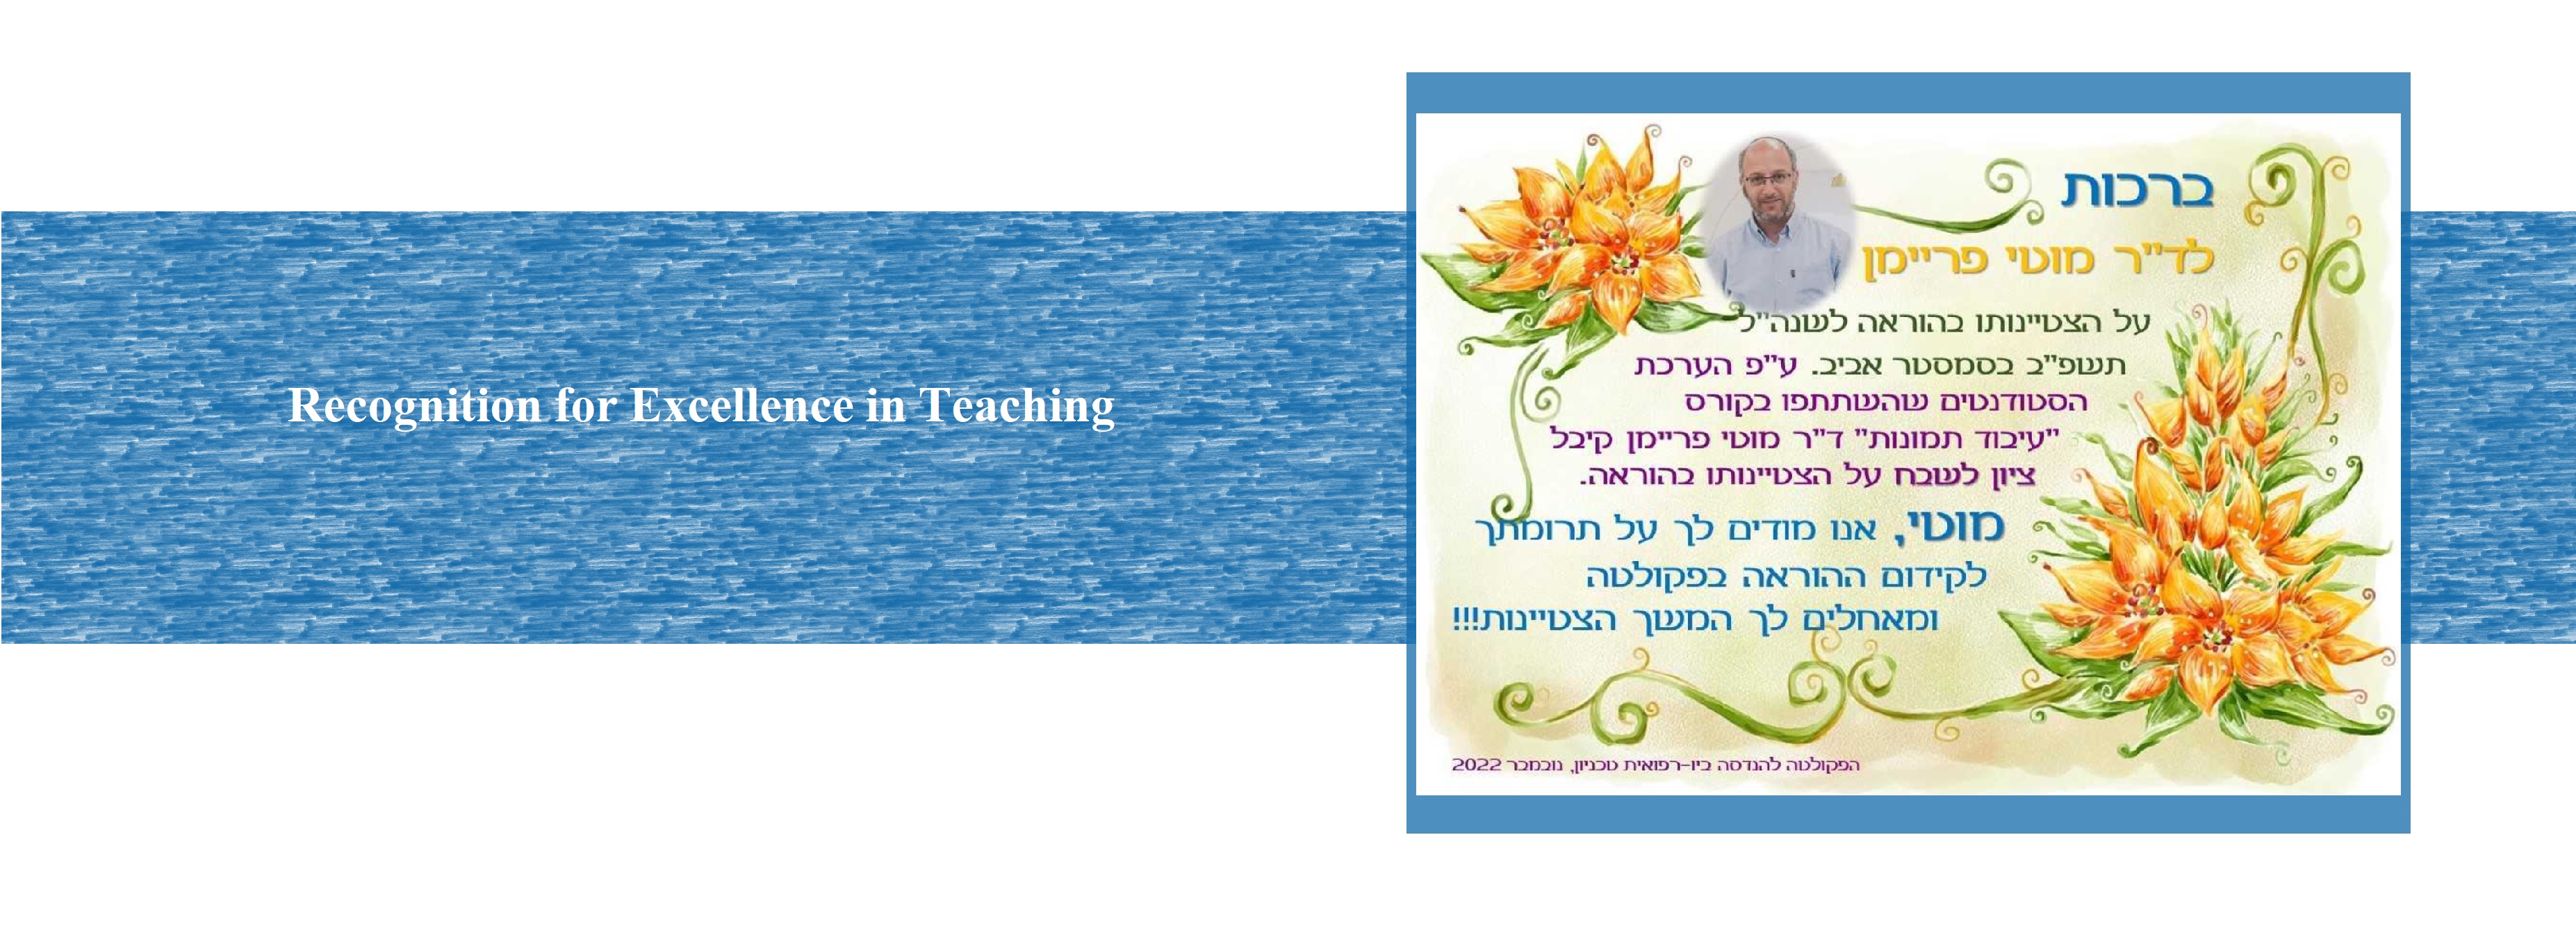 Recognition for Excellence in Teaching
ברכות
לד"ר מוטי פריימן
על הצטיינותו בהוראה לשנה"ל
תשפ"ב בסמסטר אביב. ע"פ הערכת
הסטודנטים שהשתתפו בקורס
"עיבוד תמונות" ד"ר מוטי פריימן קיבל
ציון לשבח על הצטיינותו בהוראה.
מוטי, אנו מודים לך על תרומתך
לקידום ההוראה בפקולטה
ומאחלים לך המשך הצטיינות!!!
הפקולטה להנדסה ביו-רפואית טכניון, נובמבר 2022